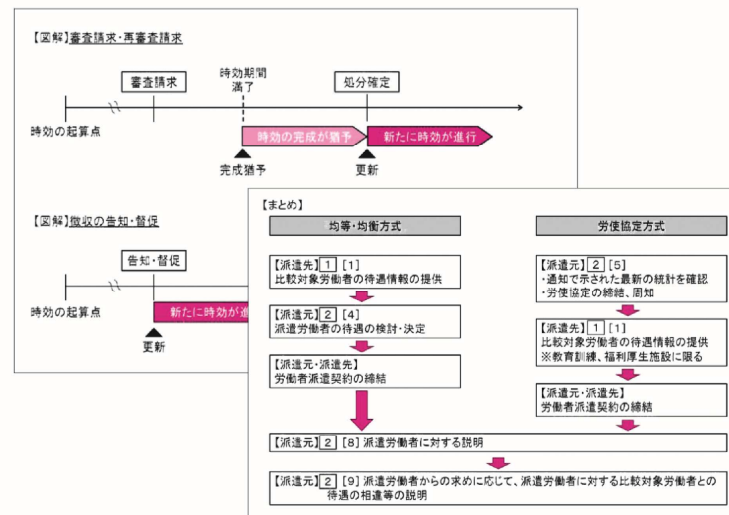 【図解】審査請求・再審査請求
審査請求
時効期間
満了
処分確定
時効の起算点
時効の完成が猶予
新たに時効が進行
完成猶予
更新
【図解】徴収の告知・督促
告知・督促
時効の起算点
新たに時効が進
更新
【まとめ】
均等・均衡方式
【派遣先】1 [1]
比較対象労働者の待遇情報の提供
【派遣元】2 [4]
派遣労働者の待遇の検討・決定
【派遣元・派遣先】
労働者派遣契約の締結
労使協定方式
【派遣元】2 [5]
・通知で示された最新の統計を確認
・労使協定の締結、周知
【派遣先】1 [1]
比較対象労働者の待遇情報の提供
※教育訓練、福利厚生施設に限る
【派遣元・派遣先】
労働者派遣契約の締結
【派遣元】2 [8] 派遣労働者に対する説明
【派遣元】2 [9] 派遣労働者からの求めに応じて、派遣労働者に対する比較対象労働者との
待遇の相違等の説明